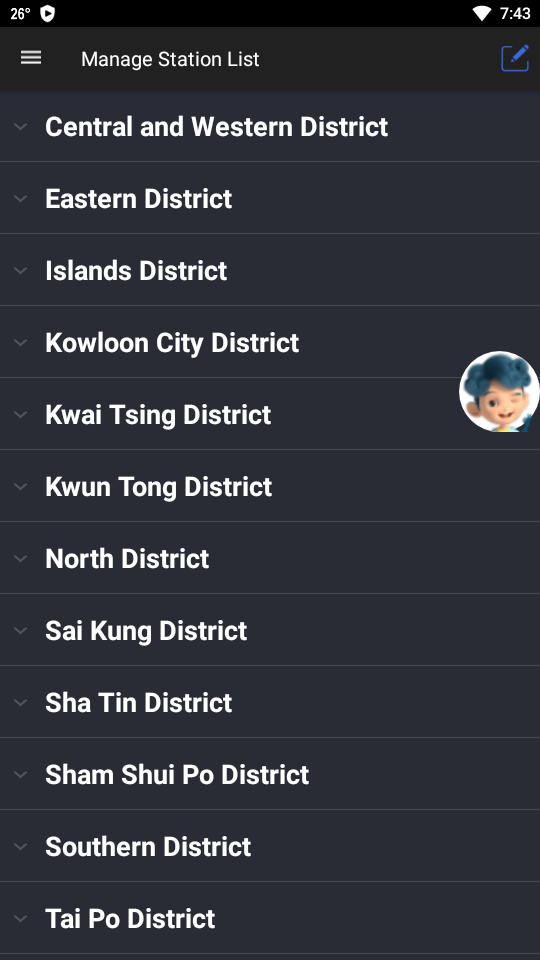 26°
7:43
Manage Station List
Central and Western District
Eastern District
Islands District
Kowloon City District
Kwai Tsing District
Kwun Tong District
North District
Sai Kung District
Sha Tin District
Sham Shui Po District
Southern District
Tai Po District